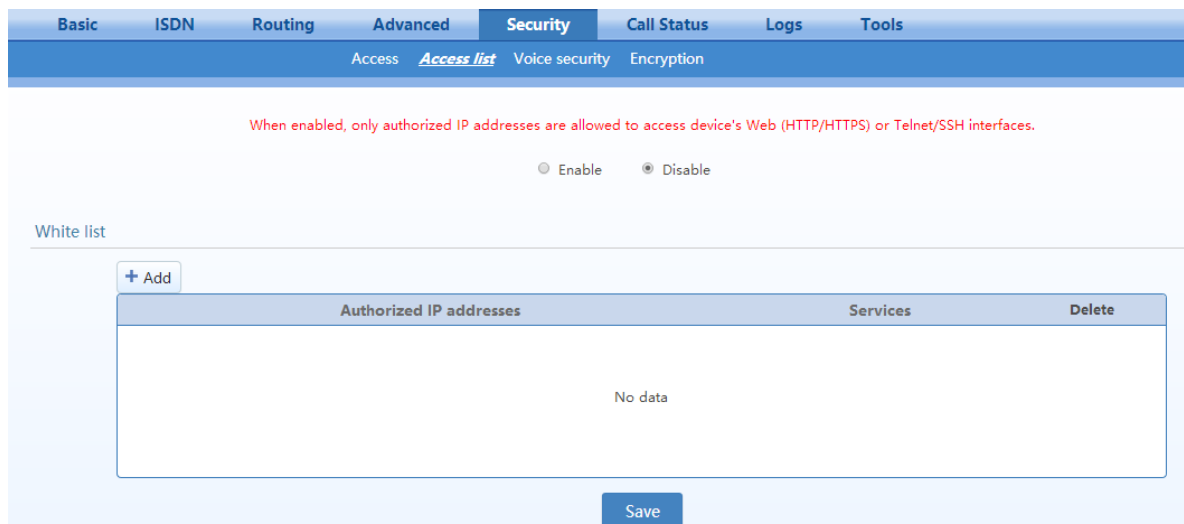 Basic ISDN Routing Advanced Security Call Status Logs Tools
Access Access list Voice security Encryption
When enabled, only authorized IP addresses are allowed to access device's Web (HTTP/HTTPS) or Telnet/SSH interfaces.
Enable Disable
White list
+ Add
Authorized IP addresses Services Delete
No data
Save